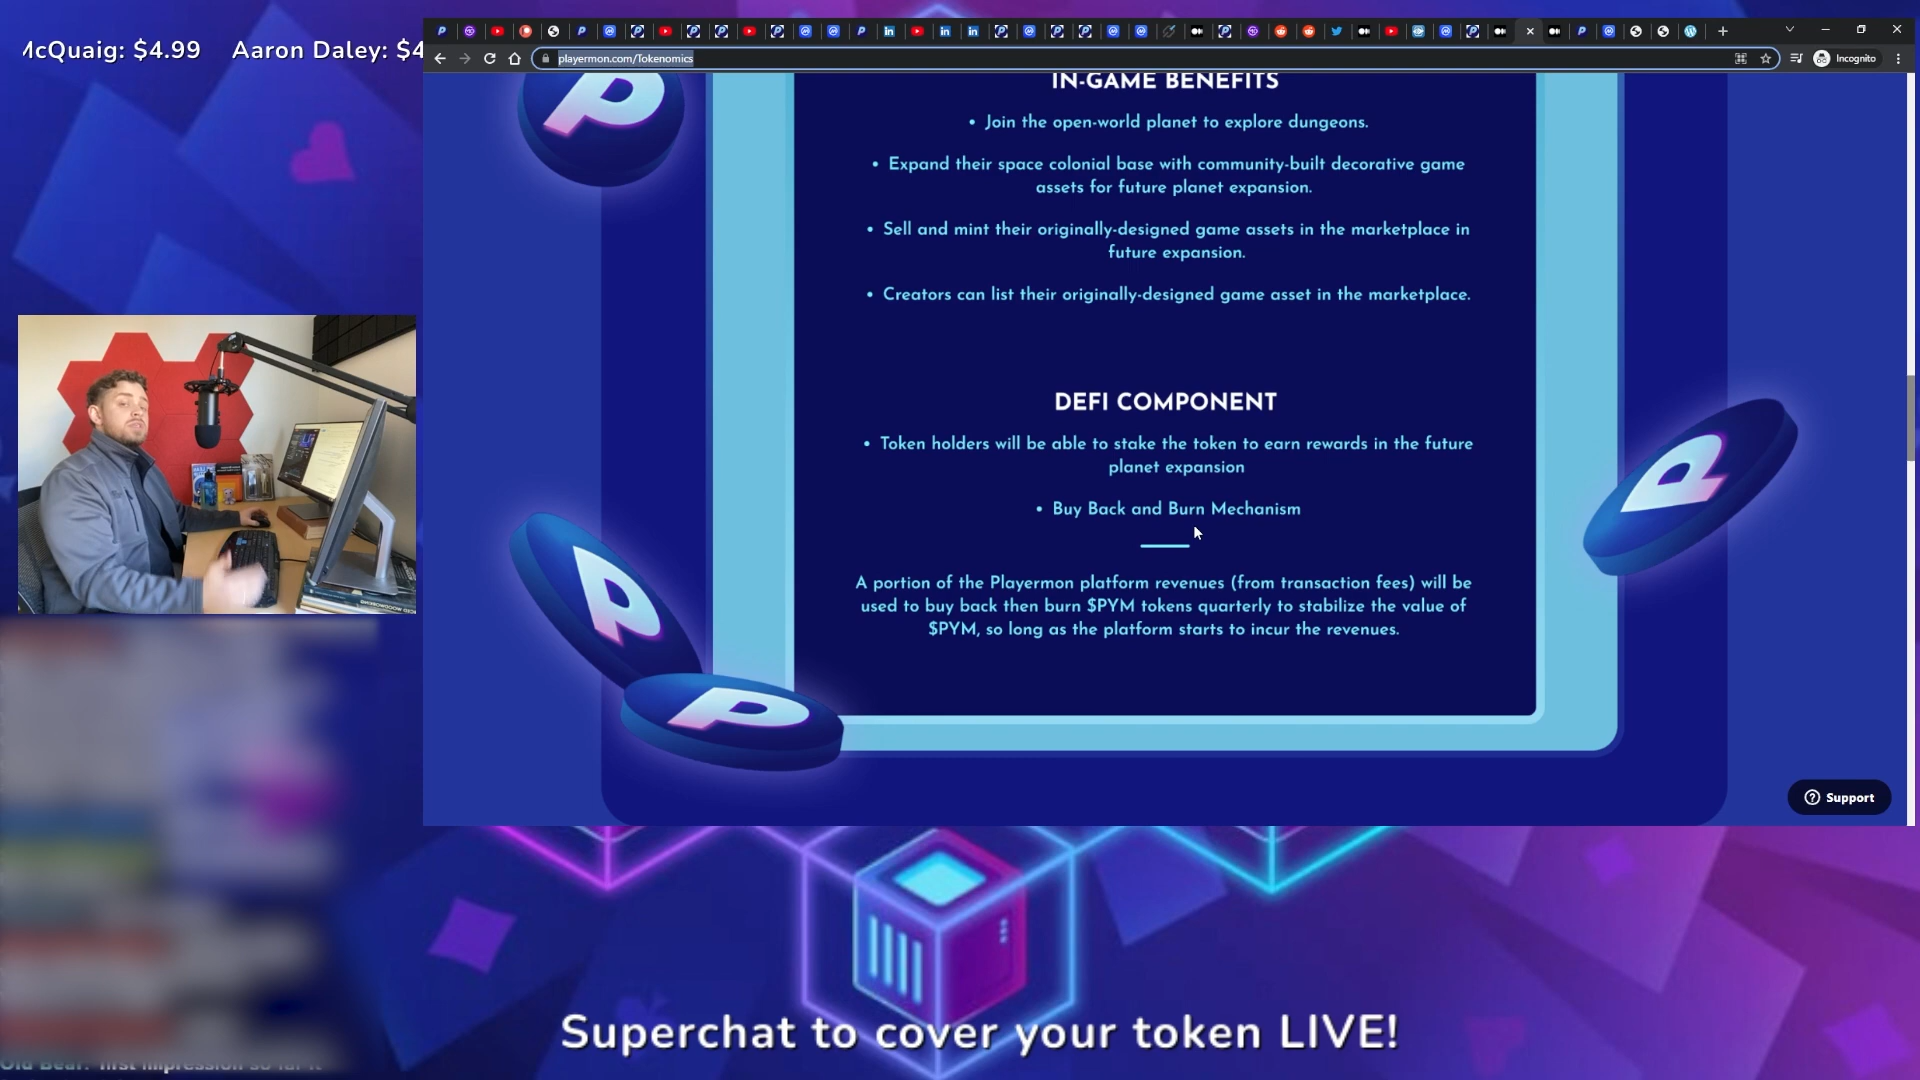 McQuaig: $4.99 Aaron Daley: $4
playermon.com/Tokenomics
Incognito
IN-GAME BENEFITS
• Join the open-world planet to explore dungeons.
• Expand their space colonial base with community-built decorative game
assets for future planet expansion.
• Sell and mint their originally-designed game assets in the marketplace in
future expansion.
• Creators can list their originally-designed game asset in the marketplace.
DEFI COMPONENT
• Token holders will be able to stake the token to earn rewards in the future
planet expansion
• Buy Back and Burn Mechanism
A portion of the Playermon platform revenues (from transaction fees) will be
used to buy back then burn $PYM tokens quarterly to stabilize the value of
$PYM, so long as the platform starts to incur the revenues.
Support
Superchat to cover your token LIVE!